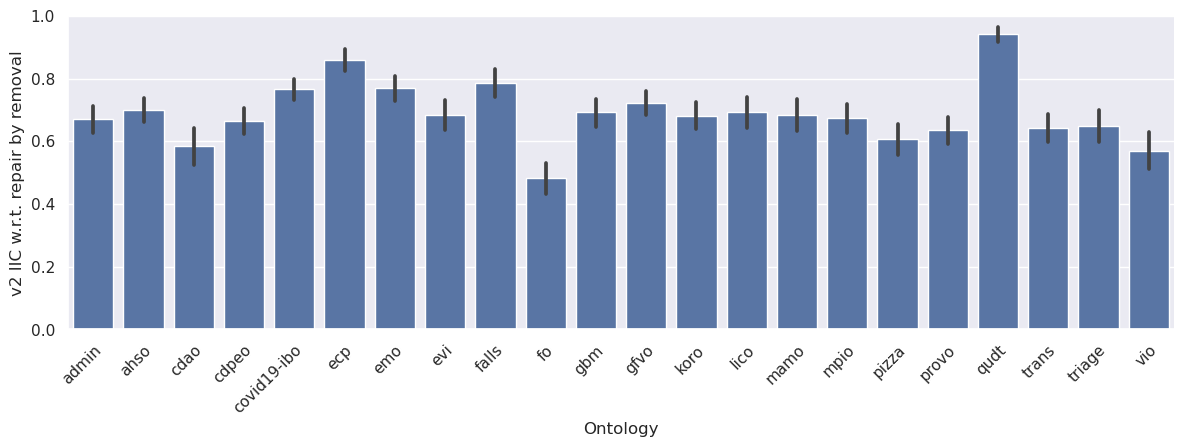 v2 IIC w.r.t. repair by removal
1.0
0.8
0.6
0.4
0.2
0.0
admin ahso cdao cdpeo covid19-ibo ecp emo evi falls fo gbm gfvo koro lico mamo mpio pizza provo qudt trans triage vio
Ontology